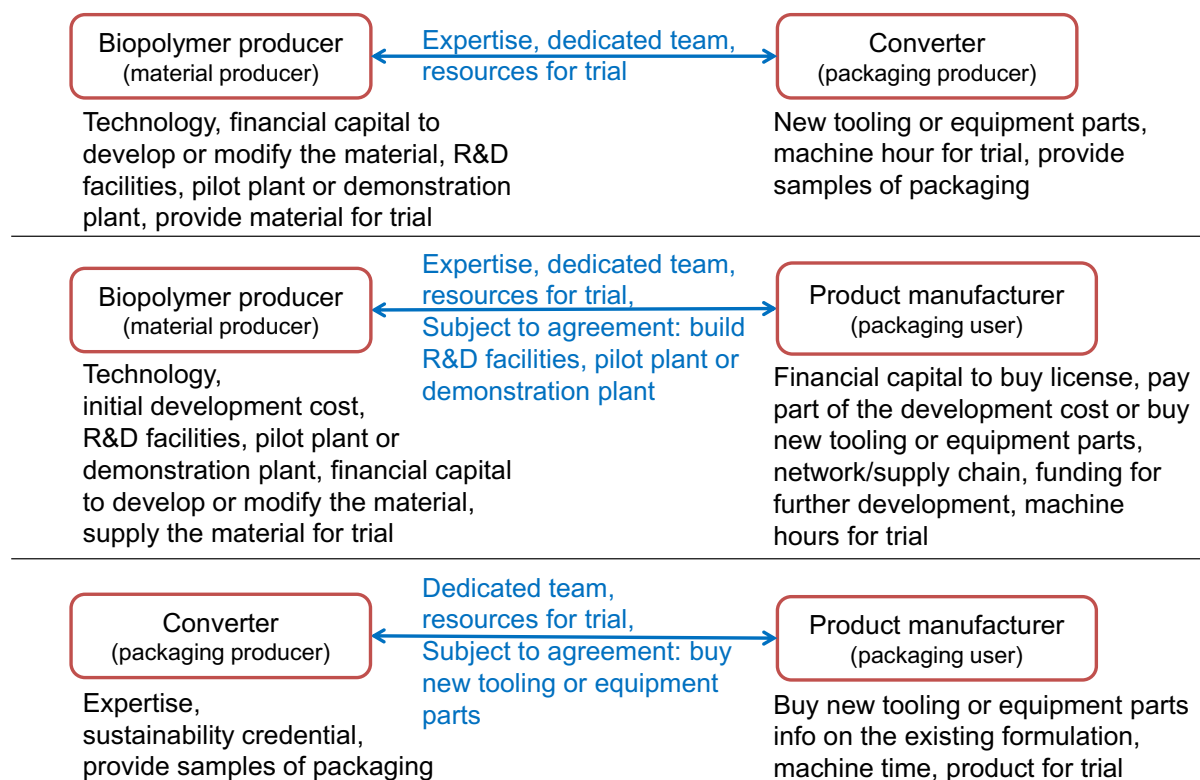 Biopolymer producer
(material producer)
Expertise, dedicated team,
resources for trial
Converter
(packaging producer)
Technology, financial capital to
develop or modify the material, R&D
facilities, pilot plant or demonstration
plant, provide material for trial
New tooling or equipment parts,
machine hour for trial, provide
samples of packaging
Biopolymer producer
(material producer)
Expertise, dedicated team,
resources for trial,
Subject to agreement: build
R&D facilities, pilot plant or
demonstration plant
Product manufacturer
(packaging user)
Technology,
initial development cost,
R&D facilities, pilot plant or
demonstration plant, financial capital
to develop or modify the material,
supply the material for trial
Financial capital to buy license, pay
part of the development cost or buy
new tooling or equipment parts,
network/supply chain, funding for
further development, machine
hours for trial
Converter
(packaging producer)
Dedicated team,
resources for trial,
Subject to agreement: buy
new tooling or equipment
parts
Product manufacturer
(packaging user)
Expertise,
sustainability credential,
provide samples of packaging
Buy new tooling or equipment parts
info on the existing formulation,
machine time, product for trial